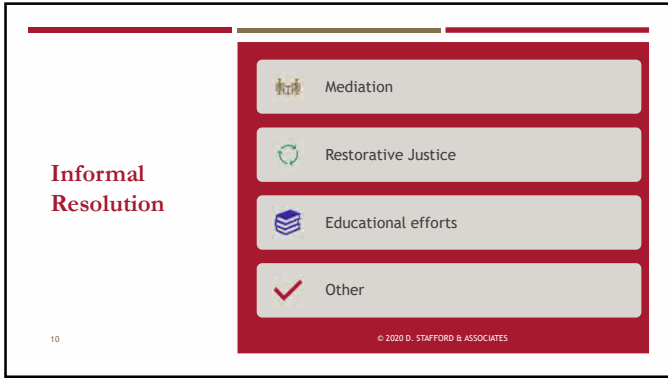 Informal
Resolution
Mediation
Restorative Justice
Educational efforts
Other
10
© 2020 D. STAFFORD & ASSOCIATES